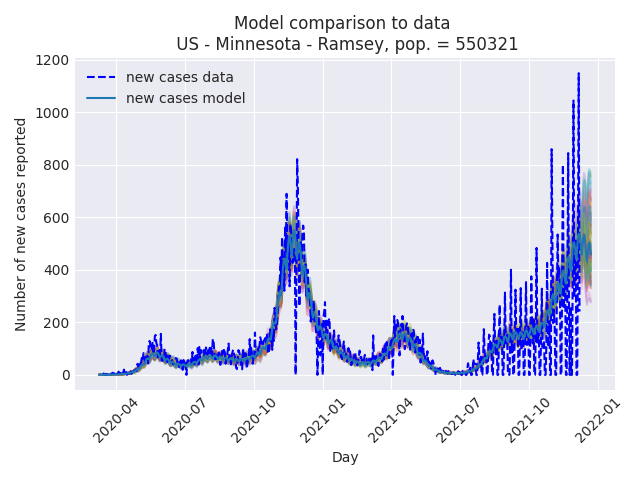 Model comparison to data
US - Minnesota - Ramsey, pop. = 550321
new cases data
new cases model
Number of new cases reported
1200
1000
800
600
400
200
0
2020-04
2020-07
2020-10
2021-01
2021-04
2021-07
2021-10
2022-01
Day